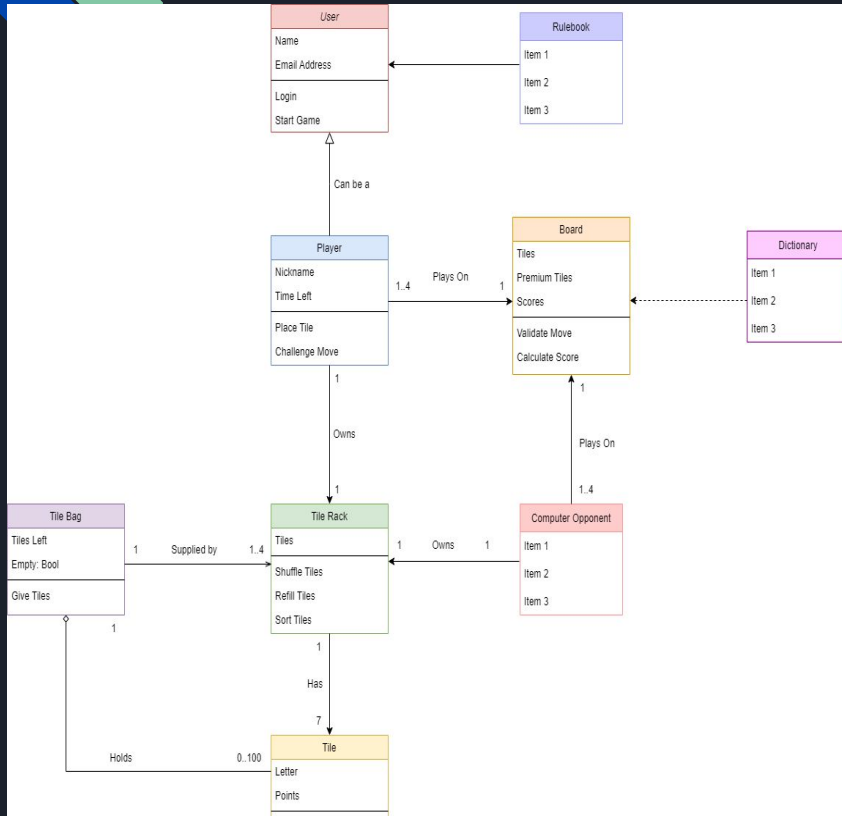 User
Name
Email Address
Login
Start Game
Rulebook
Item 1
Item 2
Item 3
Can be a
Player
Nickname
Time Left
Place Tile
Challenge Move
1..4
Plays On
1
Board
Tiles
Premium Tiles
Scores
Validate Move
Calculate Score
Dictionary
Item 1
Item 2
Item 3
1
Owns
1
1
Plays On
1..4
Tile Bag
Tiles Left
Empty: Bool
Give Tiles
1
Supplied by
1..4
Tile Rack
Tiles
Shuffle Tiles
Refill Tiles
Sort Tiles
1
Owns
1
Computer Opponent
Item 1
Item 2
Item 3
1
1
Has
7
Holds
0..100
Tile
Letter
Points